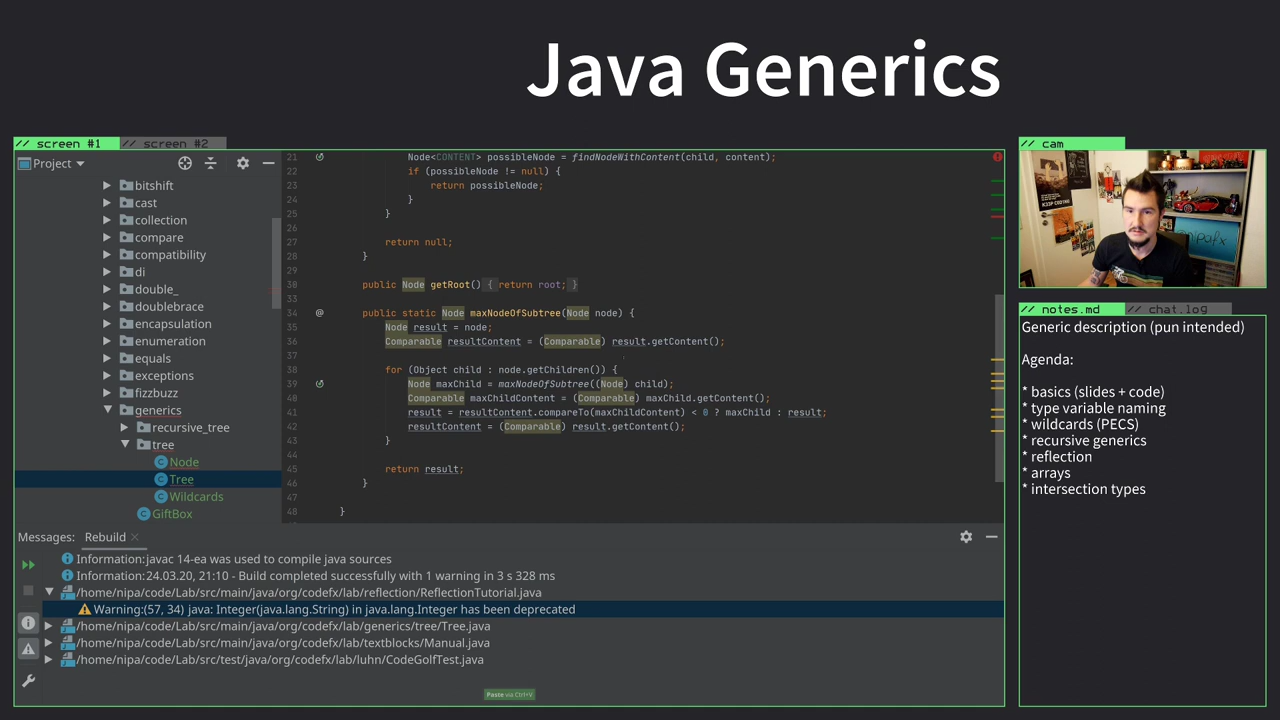 Java Generics
// screen #1
// screen #2
Project
bitshift
cast
collection
compare
compatibility
di
double_
doublebrace
encapsulation
enumeration
equals
exceptions
fizzbuzz
generics
recursive_tree
tree
Node
Tree
Wildcards
GiftBox
21 Node<CONTENT> possibleNode = findNodeWithContent(child, content);
22 if (possibleNode != null) {
23 return possibleNode;
24 }
25 }
26
27 return null;
28 }
29
30 public Node getRoot() { return root; }
33
34 @ public static Node maxNodeOfSubtree(Node node) {
35 Node result = node;
36 Comparable resultContent = (Comparable) result.getContent();
37
38 for (Object child : node.getChildren()) {
39 Node maxChild = maxNodeOfSubtree((Node) child);
40 Comparable maxChildContent = (Comparable) maxChild.getContent();
41 result = resultContent.compareTo(maxChildContent) < 0 ? maxChild : result;
42 resultContent = (Comparable) result.getContent();
43 }
44
45 return result;
46 }
47
48 }
Messages: Rebuild
Information:javac 14-ea was used to compile java sources
Information:24.03.20, 21:10 - Build completed successfully with 1 warning in 3 s 328 ms
/home/nipa/code/Lab/src/main/java/org/codefx/lab/reflection/ReflectionTutorial.java
Warning:(57, 34) java: Integer(java.lang.String) in java.lang.Integer has been deprecated
/home/nipa/code/Lab/src/main/java/org/codefx/lab/generics/tree/Tree.java
/home/nipa/code/Lab/src/main/java/org/codefx/lab/textblocks/Manual.java
/home/nipa/code/Lab/src/test/java/org/codefx/lab/luhn/CodeGolfTest.java
Paste via Ctrl+V
// cam
nipafx
// notes.md
// chat.log
Generic description (pun intended)
Agenda:
* basics (slides + code)
* type variable naming
* wildcards (PECS)
* recursive generics
* reflection
* arrays
* intersection types